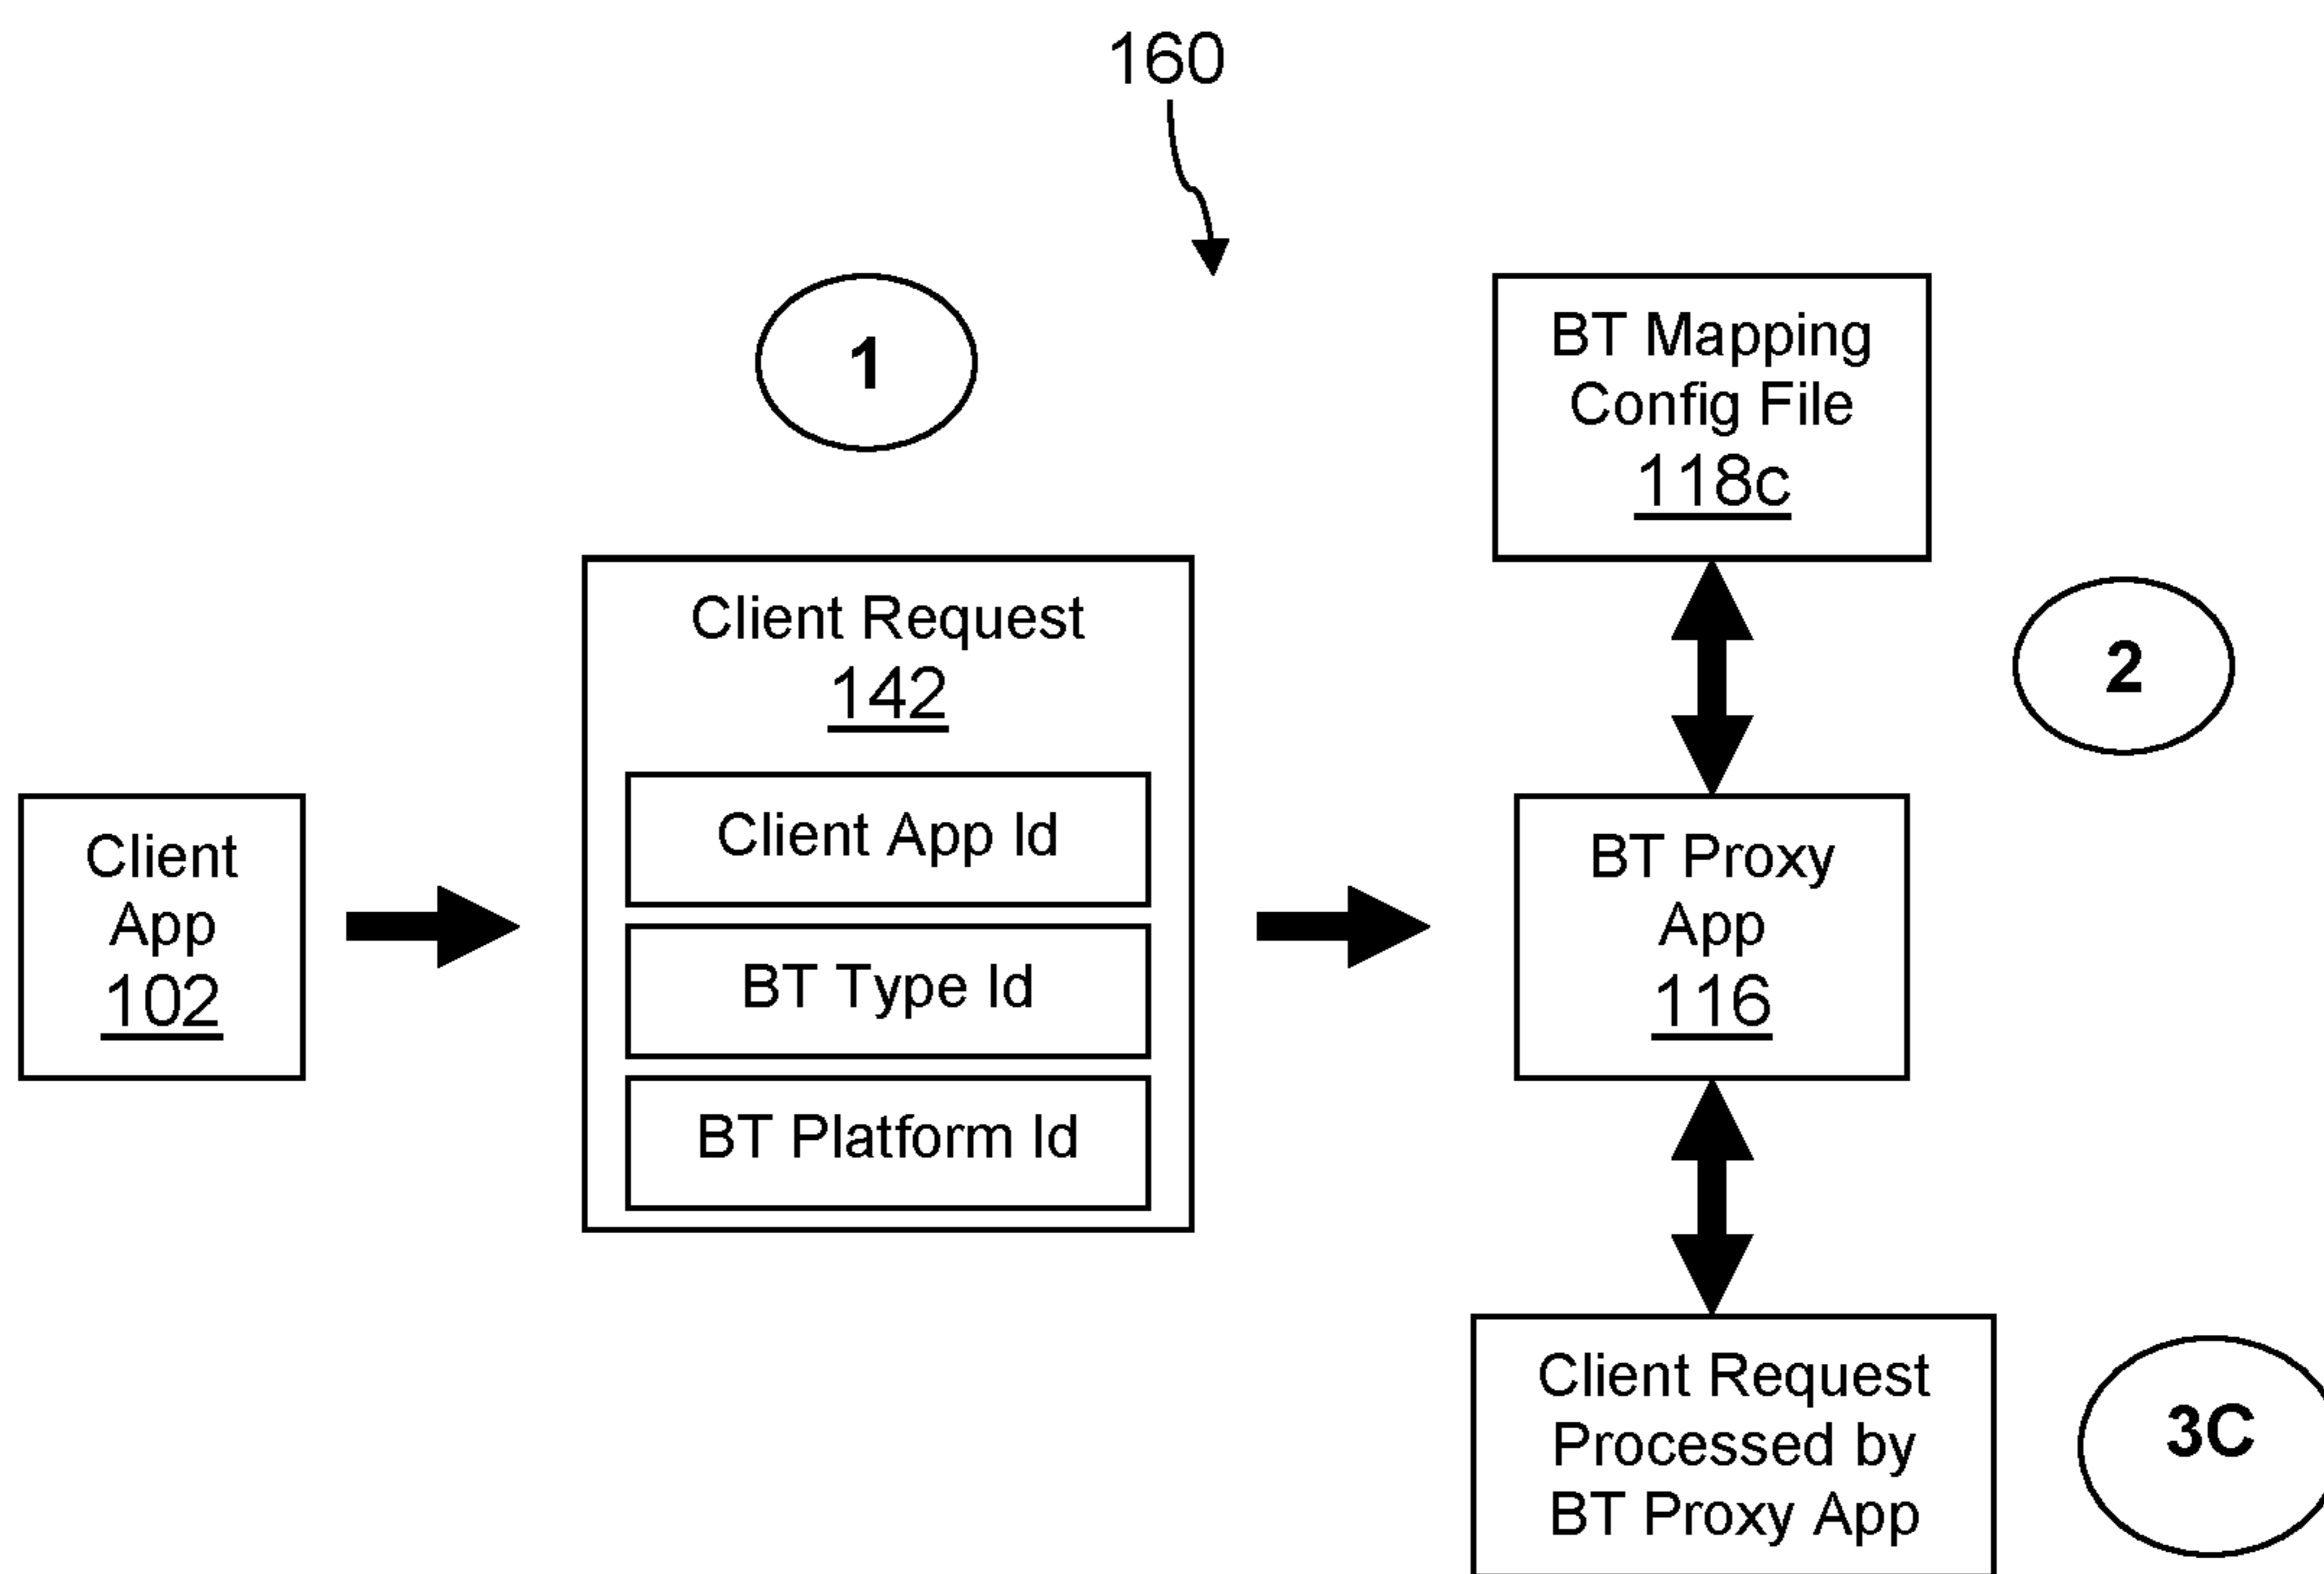 160
1
BT Mapping
Config File
118c
Client Request
142
2
Client App Id
Client
App
102
BT Type Id
BT Platform Id
BT Proxy
App
116
Client Request
Processed by
BT Proxy App
3C